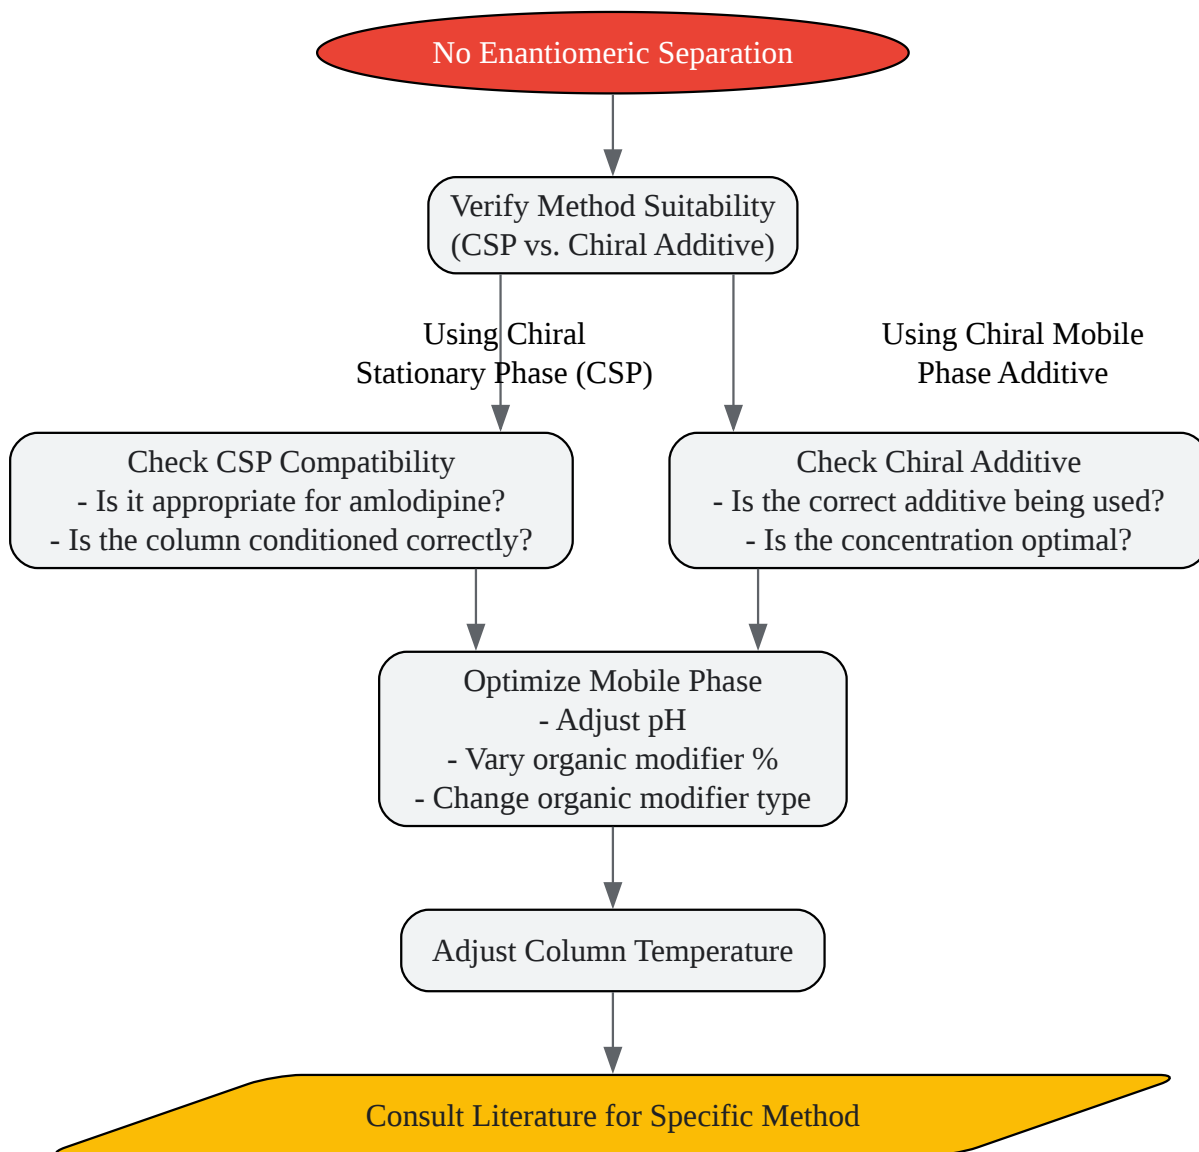 No Enantiomeric Separation
Verify Method Suitability
(CSP vs. Chiral Additive)
Using Chiral
Stationary Phase (CSP)
Using Chiral Mobile
Phase Additive
Check CSP Compatibility
- Is it appropriate for amlodipine?
- Is the column conditioned correctly?
Check Chiral Additive
- Is the correct additive being used?
- Is the concentration optimal?
Optimize Mobile Phase
- Adjust pH
- Vary organic modifier %
- Change organic modifier type
Adjust Column Temperature
Consult Literature for Specific Method